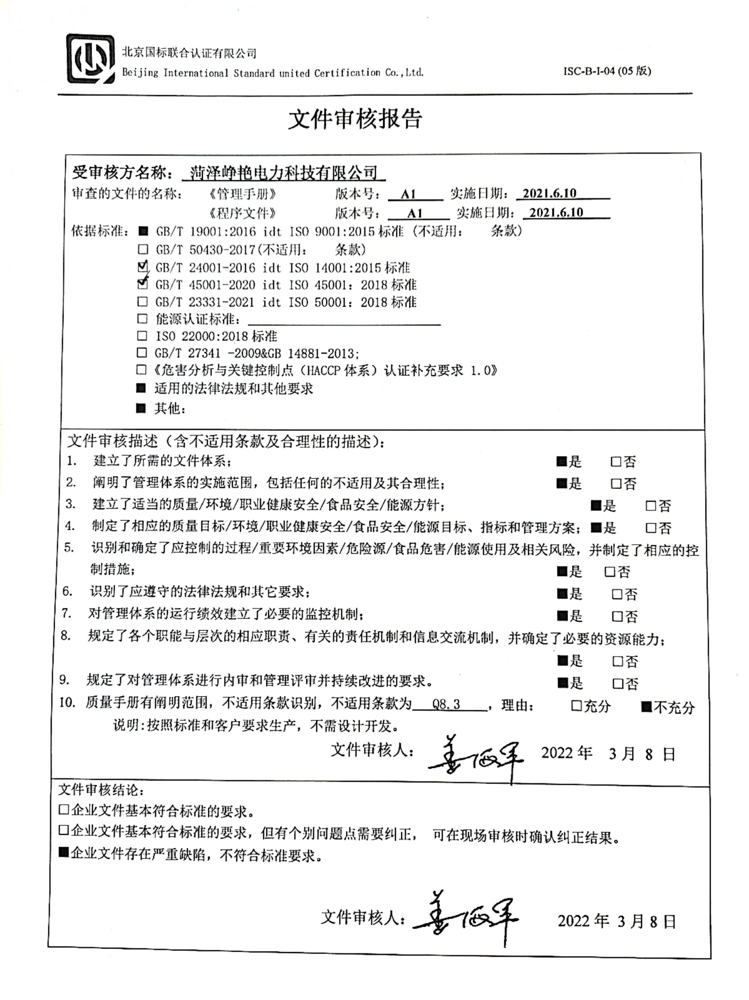 北京国标联合认证有限公司
Beijing International Standard united Certification Co.,Ltd.
ISC-B-I-04 (05 版)
文件审核报告
受审核方名称： 菏泽峥艳电力科技有限公司
审查的文件的名称： 《管理手册》 版本号： A1 实施日期： 2021.6.10
《程序文件》 版本号： A1 实施日期： 2021.6.10
依据标准：■ GB/T 19001:2016 idt ISO 9001:2015 标准（不适用： 条款）
□ GB/T 50430-2017(不适用： 条款)
☑ GB/T 24001-2016 idt ISO 14001:2015 标准
☑ GB/T 45001-2020 idt ISO 45001：2018 标准
□ GB/T 23331-2021 idt ISO 50001：2018 标准
□ 能源认证标准：
□ ISO 22000:2018 标准
□ GB/T 27341 -2009&GB 14881-2013;
□《危害分析与关键控制点（HACCP 体系）认证补充要求 1.0》
■ 适用的法律法规和其他要求
■ 其他：
文件审核描述（含不适用条款及合理性的描述）：
1. 建立了所需的文件体系； ■是 □否
2. 阐明了管理体系的实施范围，包括任何的不适用及其合理性； ■是 □否
3. 建立了适当的质量/环境/职业健康安全/食品安全/能源方针； ■是 □否
4. 制定了相应的质量目标/环境/职业健康安全/食品安全/能源目标、指标和管理方案； ■是 □否
5. 识别和确定了应控制的过程/重要环境因素/危险源/食品危害/能源使用及相关风险，并制定了相应的控
制措施； ■是 □否
6. 识别了应遵守的法律法规和其它要求； ■是 □否
7. 对管理体系的运行绩效建立了必要的监控机制； ■是 □否
8. 规定了各个职能与层次的相应职责、有关的责任机制和信息交流机制，并确定了必要的资源能力；
■是 □否
9. 规定了对管理体系进行内审和管理评审并持续改进的要求。 ■是 □否
10. 质量手册有阐明范围，不适用条款识别，不适用条款为 Q8.3 ，理由： □充分 ■不充分
说明:按照标准和客户要求生产，不需设计开发。
文件审核人： 2022 年 3 月 8 日
文件审核结论：
□企业文件基本符合标准的要求。
□企业文件基本符合标准的要求，但有个别问题点需要纠正， 可在现场审核时确认纠正结果。
■企业文件存在严重缺陷，不符合标准要求。
文件审核人： 2022 年 3 月 8 日